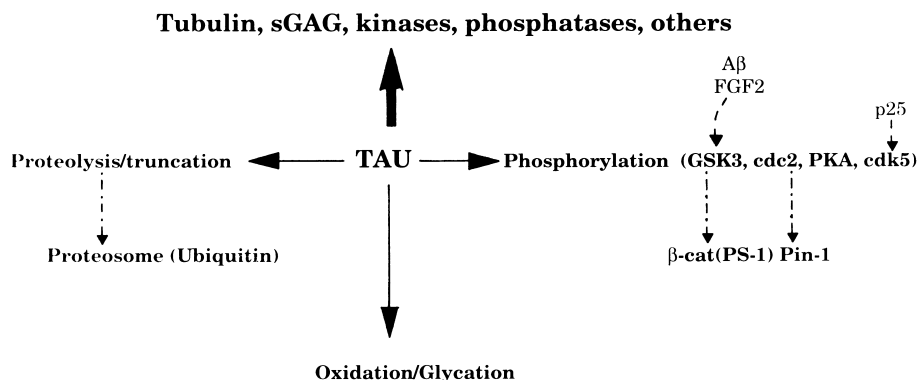 Tubulin, sGAG, kinases, phosphatases, others
Aβ
FGF2
p25
Proteolysis/truncation
TAU
Phosphorylation (GSK3, cdc2, PKA, cdk5)
Proteosome (Ubiquitin)
β-cat(PS-1) Pin-1
Oxidation/Glycation